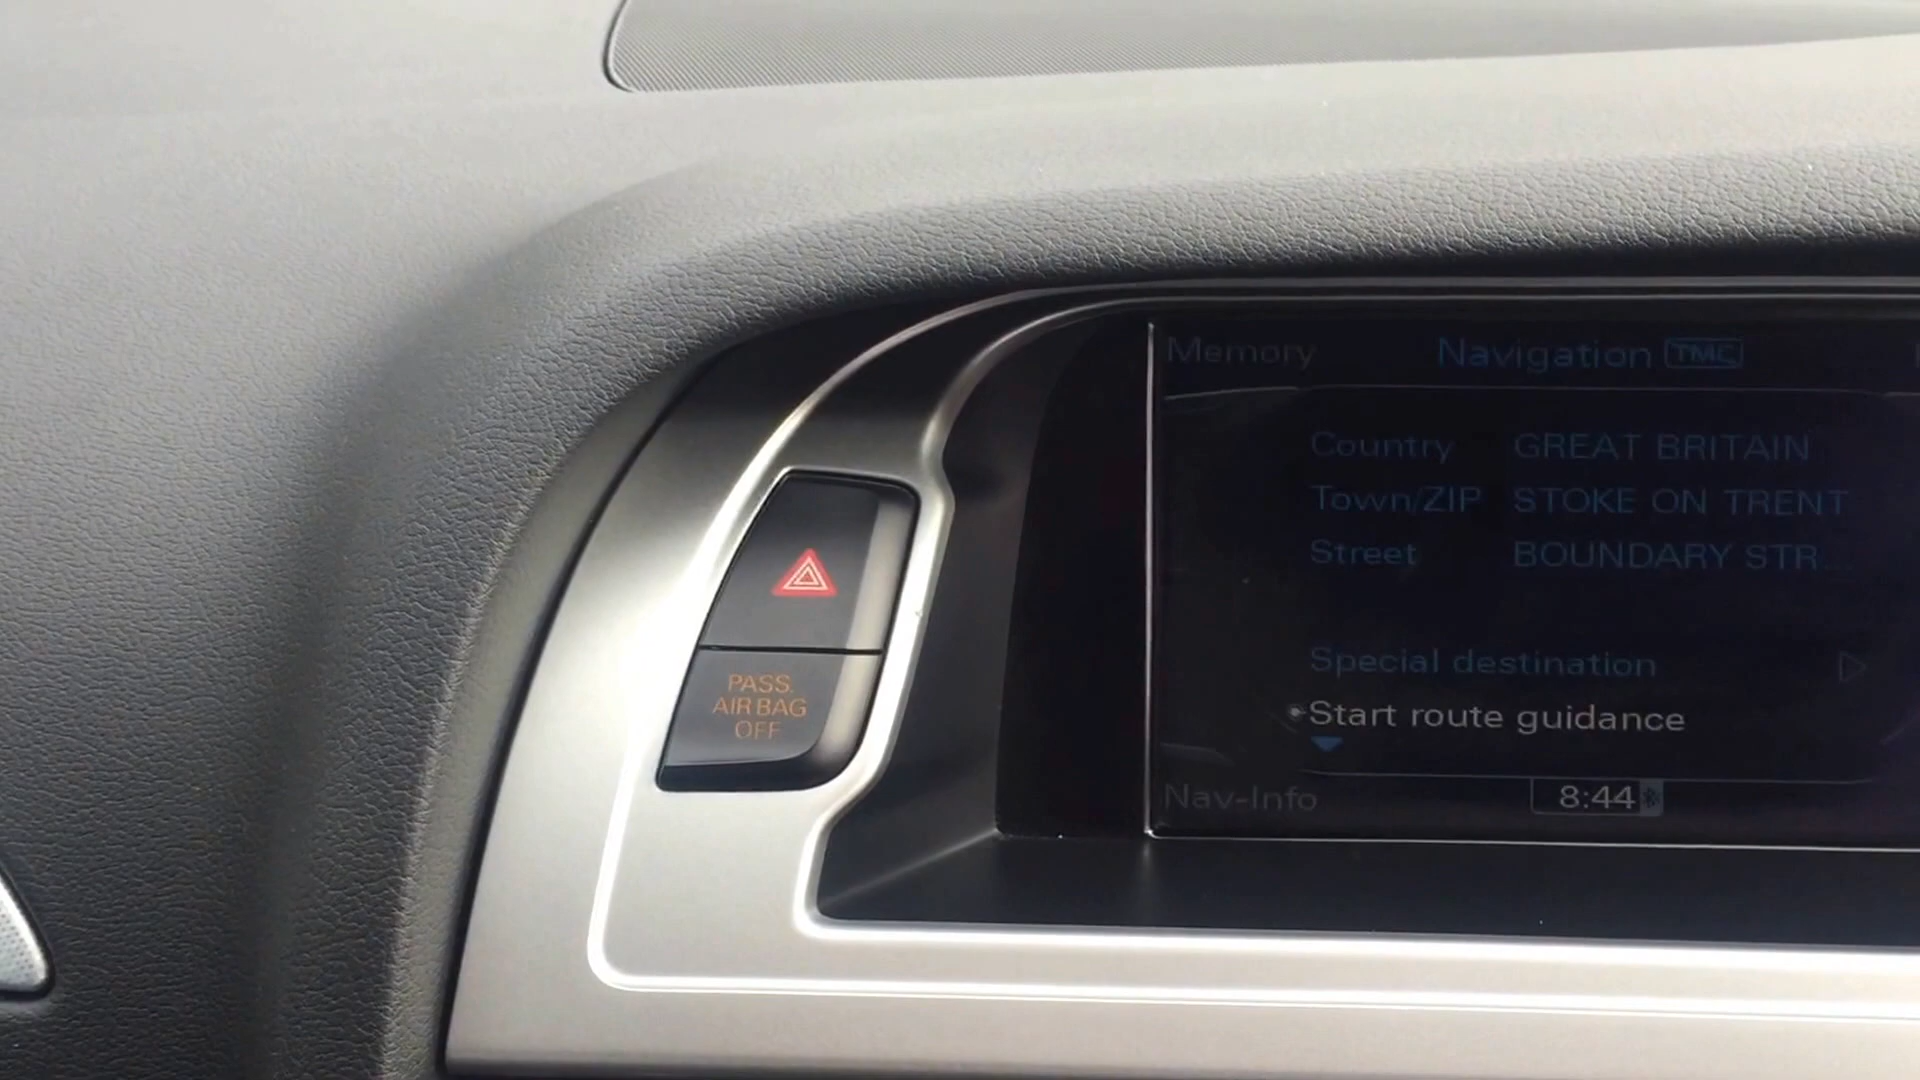 Memory Navigation TMC
Country GREAT BRITAIN
Town/ZIP STOKE ON TRENT
Street BOUNDARY STR...
Special destination
Start route guidance
Nav-Info 8:44
PASS.
AIR BAG
OFF